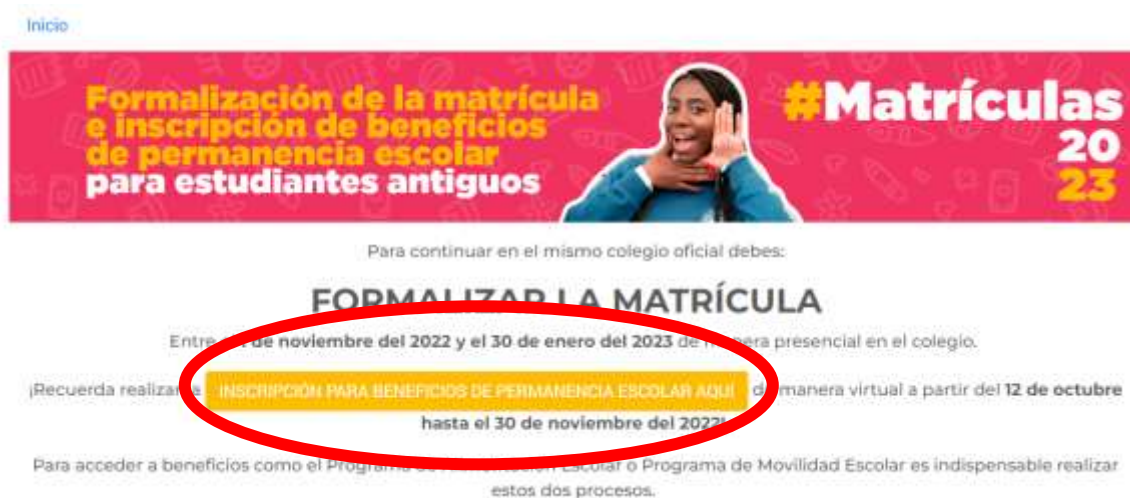 Inicio
Formalización de la matrícula
e inscripción de beneficios
de permanencia escolar
para estudiantes antiguos
#Matrículas
20
23
Para continuar en el mismo colegio oficial debes:
FORMALIZAR LA MATRÍCULA
Entre de noviembre del 2022 y el 30 de enero del 2023 de manera presencial en el colegio.
¡Recuerda realizar la INSCRIPCIÓN PARA BENEFICIOS DE PERMANENCIA ESCOLAR AQUÍ de manera virtual a partir del 12 de octubre
hasta el 30 de noviembre del 2022!
Para acceder a beneficios como el Programa de Alimentación Escolar o Programa de Movilidad Escolar es indispensable realizar
estos dos procesos.